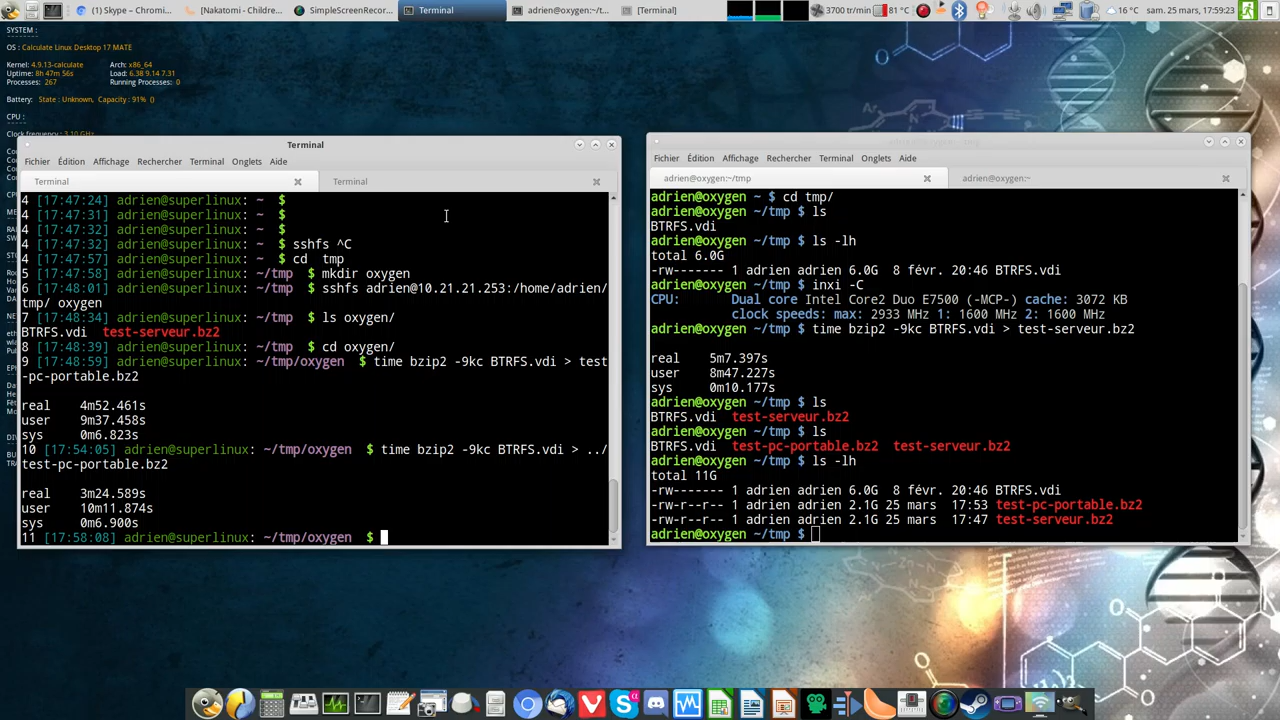 (1) Skype – Chromi...
[Nakatomi - Childre...
SimpleScreenRecor...
Terminal
adrien@oxygen:~/t...
[Terminal]
3700 tr/min
81 °C
16 °C
sam. 25 mars, 17:59:23
SYSTEM :
OS : Calculate Linux Desktop 17 MATE
Kernel: 4.9.13-calculate Arch: x86_64
Uptime: 8h 47m 56s Load: 6.38 9.14 7.31
Processes: 267 Running Processes: 0
Battery: State : Unknown, Capacity : 91% ()
CPU :
Clock frequency : 3.10 GHz
Terminal
Fichier Édition Affichage Rechercher Terminal Onglets Aide
Terminal Terminal
4 [17:47:24] adrien@superlinux: ~ $
4 [17:47:31] adrien@superlinux: ~ $
4 [17:47:32] adrien@superlinux: ~ $
4 [17:47:32] adrien@superlinux: ~ $ sshfs ^C
4 [17:47:32] adrien@superlinux: ~ $ cd tmp
5 [17:47:58] adrien@superlinux: ~/tmp $ mkdir oxygen
6 [17:48:01] adrien@superlinux: ~/tmp $ sshfs adrien@10.21.21.253:/home/adrien/
tmp/ oxygen
7 [17:48:34] adrien@superlinux: ~/tmp $ ls oxygen/
BTRFS.vdi test-serveur.bz2
8 [17:48:39] adrien@superlinux: ~/tmp $ cd oxygen/
9 [17:48:59] adrien@superlinux: ~/tmp/oxygen $ time bzip2 -9kc BTRFS.vdi > test
-pc-portable.bz2
real 4m52.461s
user 9m37.458s
sys 0m6.823s
10 [17:54:05] adrien@superlinux: ~/tmp/oxygen $ time bzip2 -9kc BTRFS.vdi > ../
test-pc-portable.bz2
real 3m24.589s
user 10m11.874s
sys 0m6.900s
11 [17:58:08] adrien@superlinux: ~/tmp/oxygen $
Fichier Édition Affichage Rechercher Terminal Onglets Aide
adrien@oxygen:~/tmp adrien@oxygen:~
adrien@oxygen ~ $ cd tmp/
adrien@oxygen ~/tmp $ ls
BTRFS.vdi
adrien@oxygen ~/tmp $ ls -lh
total 6.0G
-rw------- 1 adrien adrien 6.0G 8 févr. 20:46 BTRFS.vdi
adrien@oxygen ~/tmp $ inxi -C
CPU: Dual core Intel Core2 Duo E7500 (-MCP-) cache: 3072 KB
clock speeds: max: 2933 MHz 1: 1600 MHz 2: 1600 MHz
adrien@oxygen ~/tmp $ time bzip2 -9kc BTRFS.vdi > test-serveur.bz2
real 5m7.397s
user 8m47.227s
sys 0m10.177s
adrien@oxygen ~/tmp $ ls
BTRFS.vdi test-serveur.bz2
adrien@oxygen ~/tmp $ ls
BTRFS.vdi test-pc-portable.bz2 test-serveur.bz2
adrien@oxygen ~/tmp $ ls -lh
total 11G
-rw------- 1 adrien adrien 6.0G 8 févr. 20:46 BTRFS.vdi
-rw-r--r-- 1 adrien adrien 2.1G 25 mars 17:53 test-pc-portable.bz2
-rw-r--r-- 1 adrien adrien 2.1G 25 mars 17:47 test-serveur.bz2
adrien@oxygen ~/tmp $